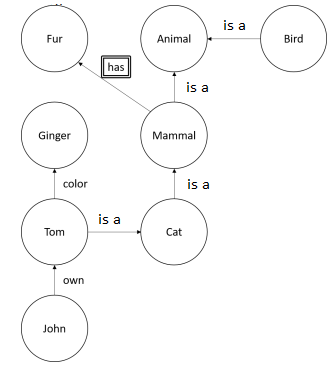 Fur
Animal
Bird
is a
has
is a
Ginger
Mammal
color
is a
Tom
is a
Cat
own
John